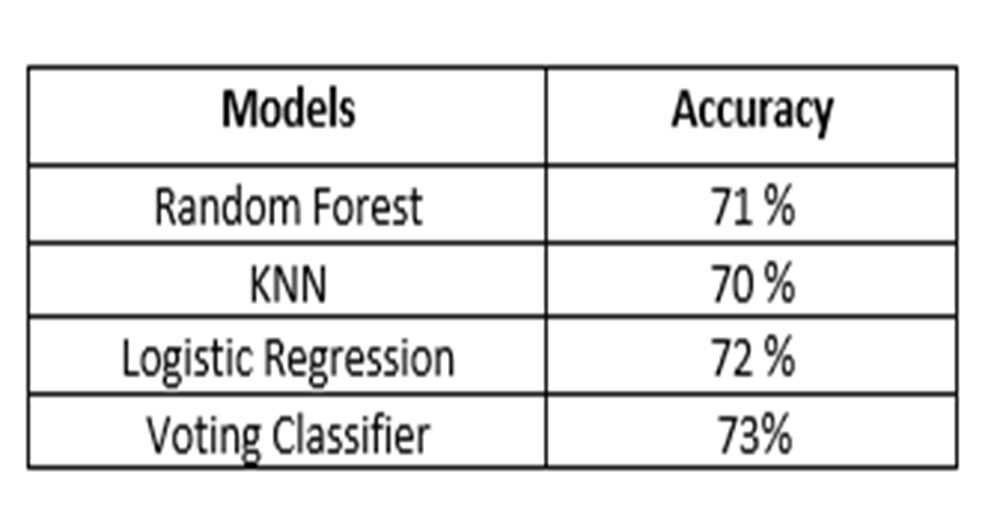 Models Accuracy
Random Forest 71 %
KNN 70 %
Logistic Regression 72 %
Voting Classifier 73%